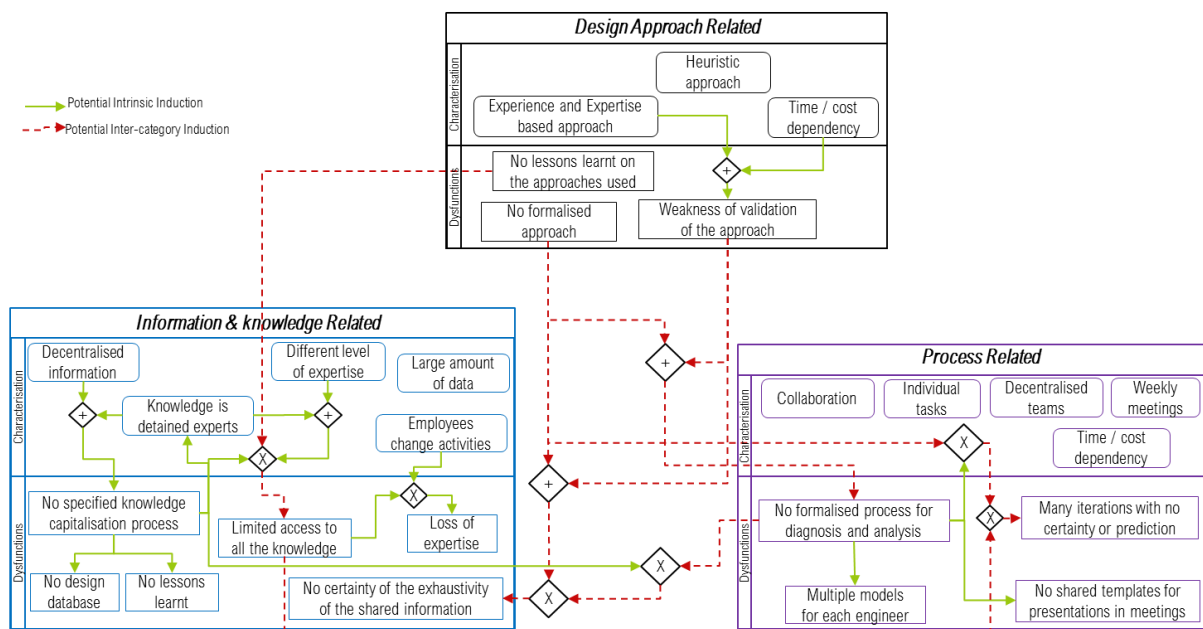 Design Approach Related
Characterisation
Heuristic
approach
Experience and Expertise
based approach
Time / cost
dependency
Potential Intrinsic Induction
Potential Inter-category Induction
+
Dysfunctions
No lessons learnt on
the approaches used
No formalised
approach
Weakness of validation
of the approach
Information & knowledge Related
Characterisation
Decentralised
information
Different level
of expertise
Large amount
of data
+
Knowledge is
detained experts
+
Employees
change activities
X
Dysfunctions
No specified knowledge
capitalisation process
Limited access to
all the knowledge
X
Loss of
expertise
No design
database
No lessons
learnt
No certainty of the exhaustivity
of the shared information
+
+
X
X
Process Related
Characterisation
Collaboration
Individual
tasks
Decentralised
teams
Weekly
meetings
X
Time / cost
dependency
Dysfunctions
No formalised process for
diagnosis and analysis
X
Many iterations with no
certainty or prediction
Multiple models
for each engineer
No shared templates for
presentations in meetings